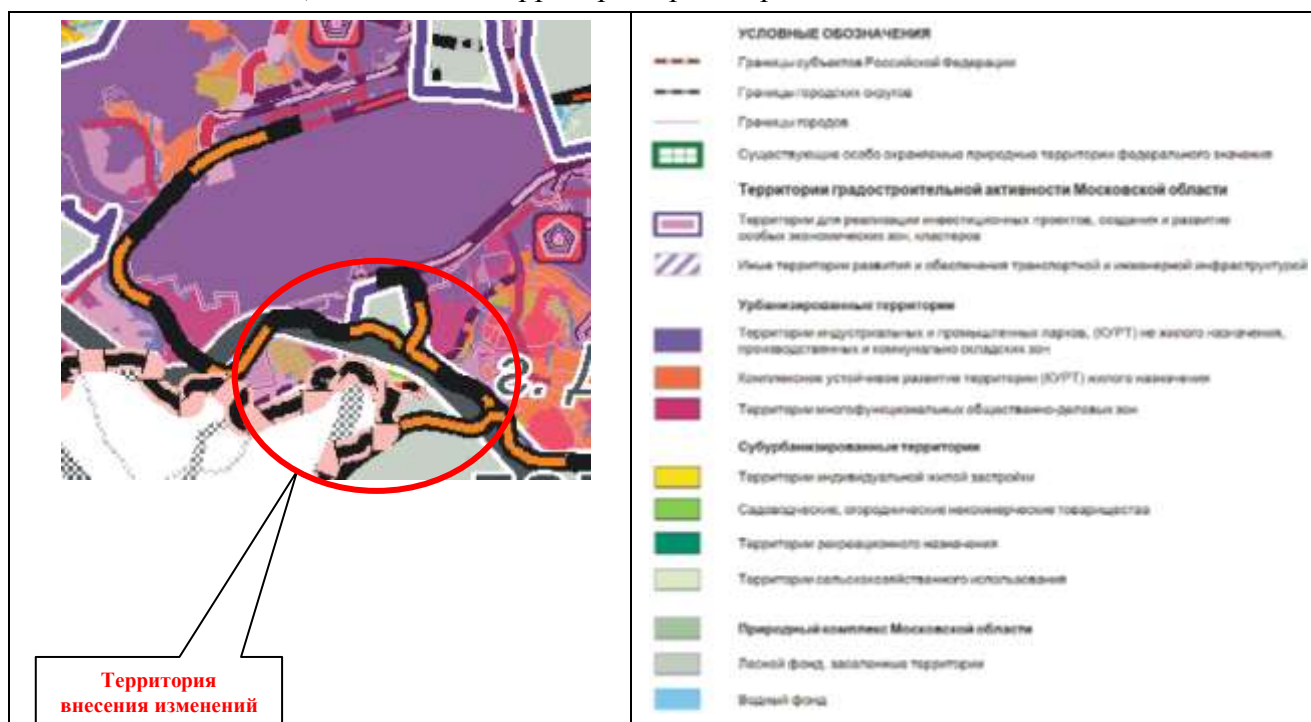 г. Д
Территория
внесения изменений
УСЛОВНЫЕ ОБОЗНАЧЕНИЯ
Границы субъектов Российской Федерации
Границы городских округов
Границы городов
Существующие особо охраняемые природные территории федерального значения
Территории градостроительной активности Московской области
Территории для реализации инвестиционных проектов, создания и развитие
особых экономических зон, кластеров
Иные территории развития и обеспечения транспортной и инженерной инфраструктурой
Урбанизированные территории
Территории индустриальных и промышленных парков, (КУРТ) не жилого назначения,
производственных и коммунально складских зон
Комплексное устойчивое развитие территории (КУРТ) жилого назначения
Территории многофункциональных общественно-деловых зон
Субурбанизированные территории
Территории индивидуальной жилой застройки
Садоводческие, огороднические некоммерческие товарищества
Территории рекреационного назначения
Территории сельскохозяйственного использования
Природный комплекс Московской области
Лесной фонд, заселенные территории
Водный фонд